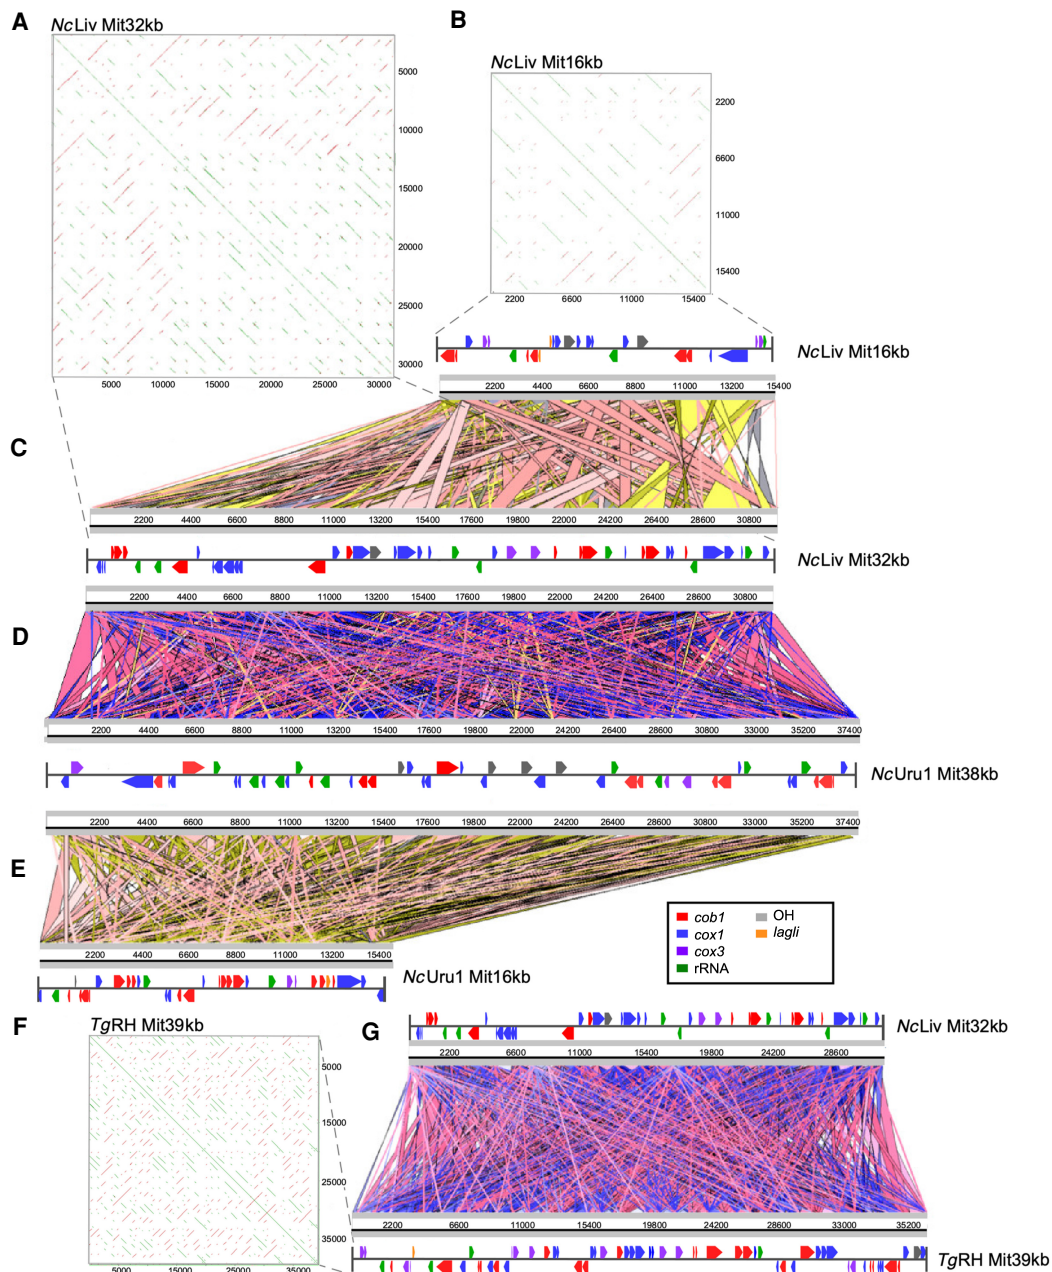 A
NcLiv Mit32kb
5000
10000
15000
20000
25000
30000
5000 10000 15000 20000 25000 30000
B
NcLiv Mit16kb
2200
6600
11000
15400
2200 6600 11000 15400
NcLiv Mit16kb
2200 4400 6600 8800 11000 13200 15400
C
2200 4400 6600 8800 11000 13200 15400 17600 19800 22000 24200 26400 28600 30800
NcLiv Mit32kb
2200 4400 6600 8800 11000 13200 15400 17600 19800 22000 24200 26400 28600 30800
D
2200 4400 6600 8800 11000 13200 15400 17600 19800 22000 24200 26400 28600 30800 33000 35200 37400
NcUru1 Mit38kb
2200 4400 6600 8800 11000 13200 15400 17600 19800 22000 24200 26400 28600 30800 33000 35200 37400
E
2200 4400 6600 8800 11000 13200 15400
NcUru1 Mit16kb
cob1
cox1
cox3
rRNA
OH
lagli
F
TgRH Mit39kb
5000
15000
25000
35000
5000 15000 25000 35000
G
NcLiv Mit32kb
2200 6600 11000 15400 19800 24200 28600
2200 6600 11000 15400 19800 24200 28600 33000 35200
TgRH Mit39kb